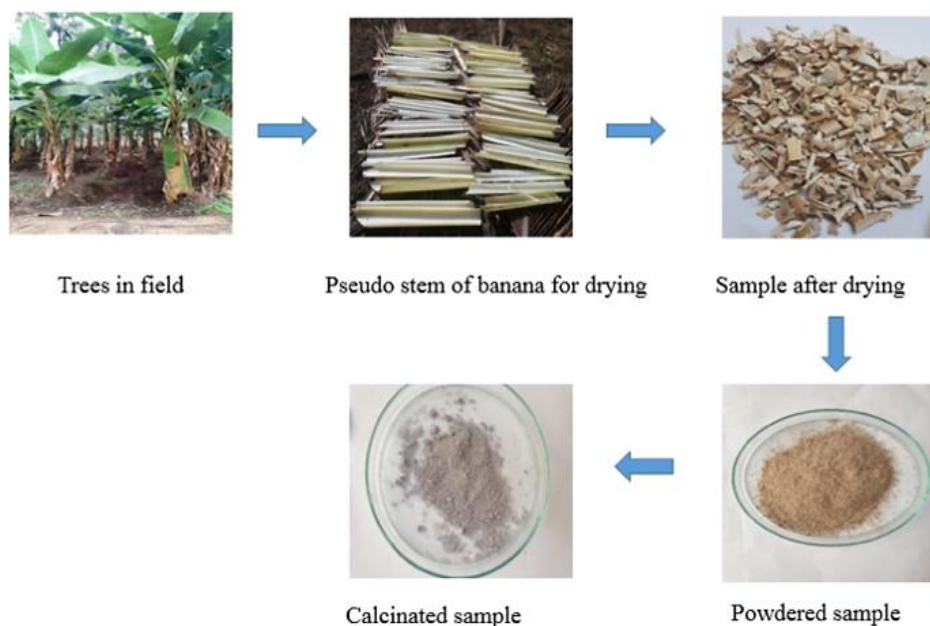 Trees in field
Pseudo stem of banana for drying
Sample after drying
Powdered sample
Calcinated sample